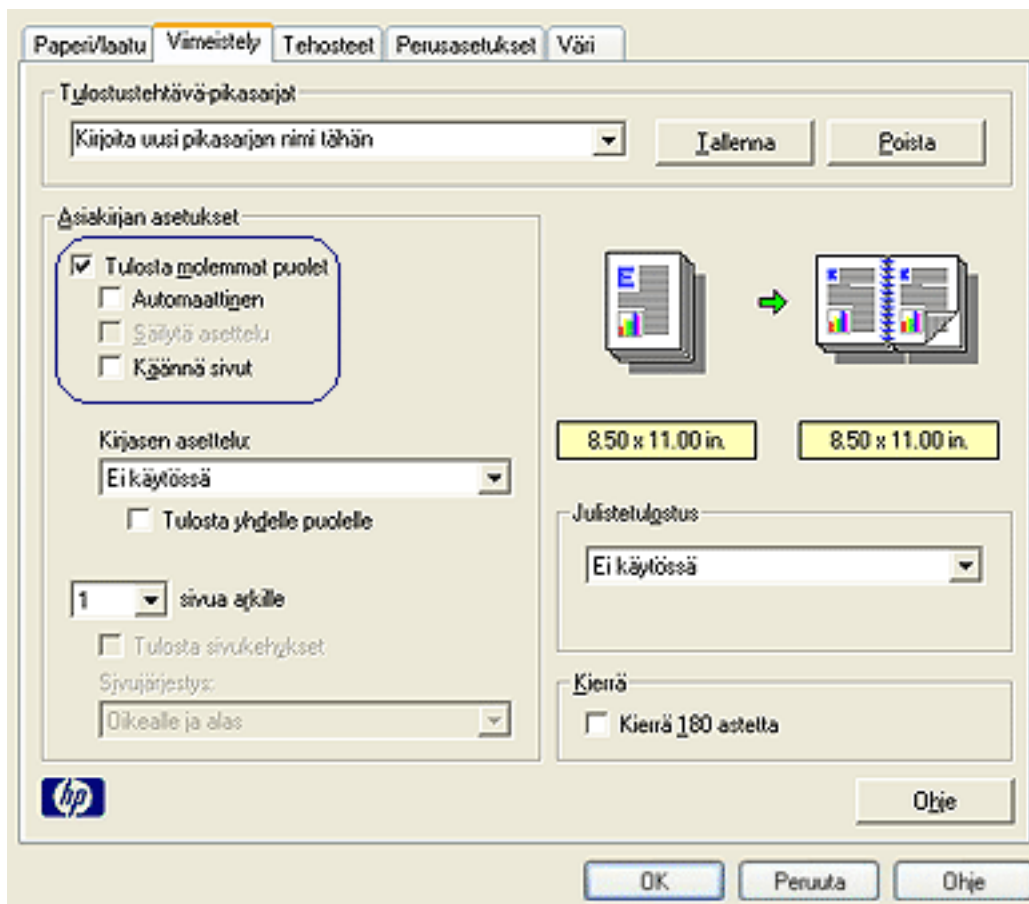 Paperi/laatu Viimeistely Tehosteet Perusasetukset Väri
Tulostustehtävä-pikasarjat
Kirjoita uusi pikasarjan nimi tähän Tallenna Poista
Asiakirjan asetukset
Tulosta molemmat puolet
Automaattinen
Säilytä asettelu
Käännä sivut
E E E
Kirjasen asettelu:
8.50 x 11.00 in. 8.50 x 11.00 in.
Ei käytössä
Tulosta yhdelle puolelle
Julistetulostus
Ei käytössä
1 sivua arkille
Tulosta sivukehykset
Sivujärjestys:
Oikealle ja alas
Kierrä
Kierrä 180 astetta
hp
Ohje
OK Peruuta Ohje